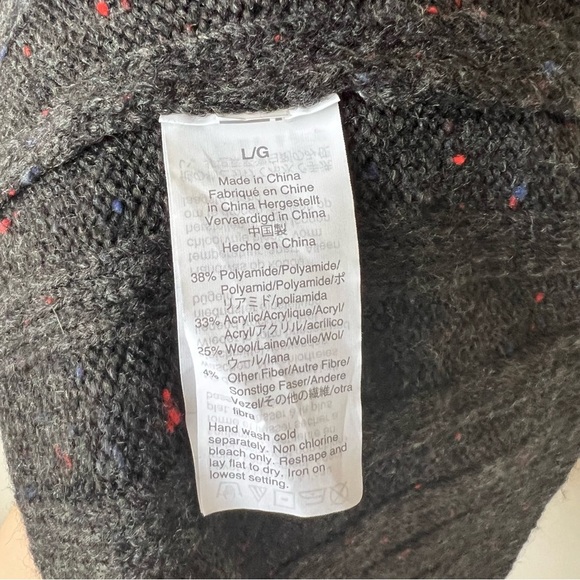 L/G
Made in China
Fabriqué en Chine
in China Hergestellt
Vervaardigd in China
中国製
Hecho en China
38% Polyamide/Polyamide/
Polyamid/Polyamide/ポ
リアミド/poliamida
33% Acrylic/Acrylique/Acryl/
Acryl/アクリル/acrílico
25% Wool/Laine/Wolle/Wol/
ウール/lana
4% Other Fiber/Autre Fibre/
Sonstige Faser/Andere
Vezel/その他の繊維/otra
fibra
Hand wash cold
separately. Non chlorine
bleach only. Reshape and
lay flat to dry. Iron on
lowest setting.